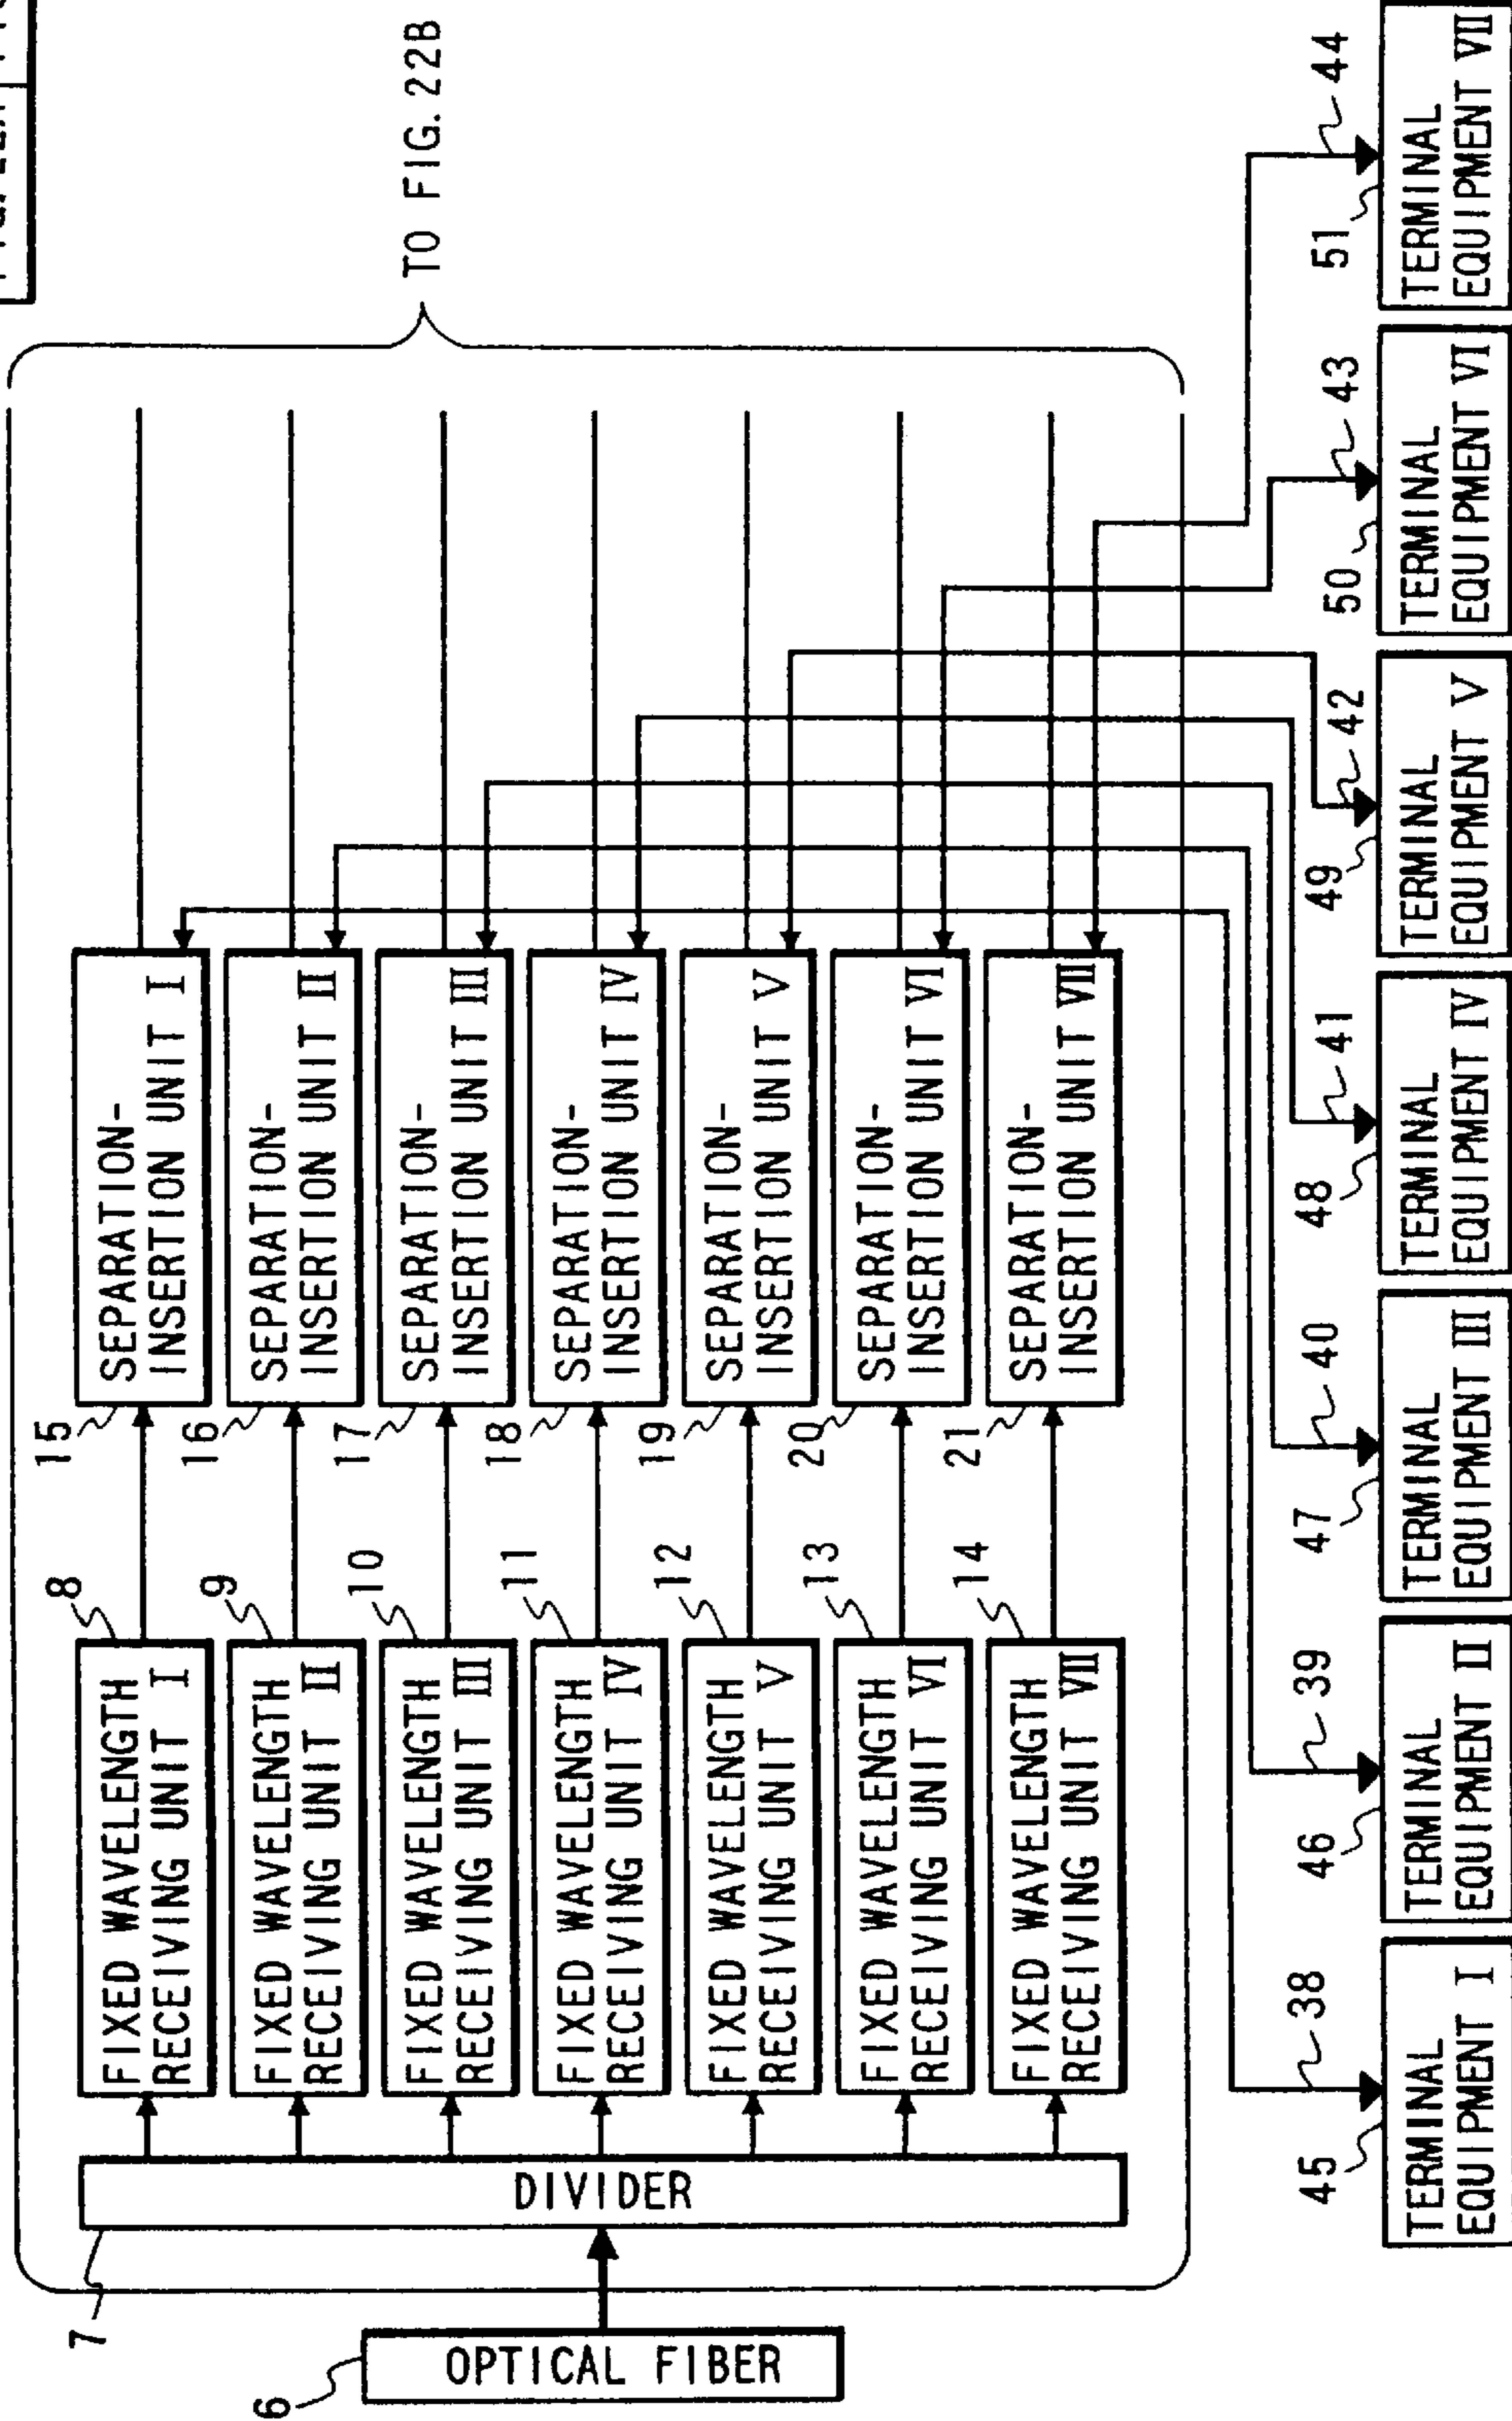 TO FIG. 22B
6
OPTICAL FIBER
7
DIVIDER
8
FIXED WAVELENGTH
RECEIVING UNIT I
9
FIXED WAVELENGTH
RECEIVING UNIT II
10
FIXED WAVELENGTH
RECEIVING UNIT III
11
FIXED WAVELENGTH
RECEIVING UNIT IV
12
FIXED WAVELENGTH
RECEIVING UNIT V
13
FIXED WAVELENGTH
RECEIVING UNIT VI
14
FIXED WAVELENGTH
RECEIVING UNIT VII
15
SEPARATION-
INSERTION UNIT I
16
SEPARATION-
INSERTION UNIT II
17
SEPARATION-
INSERTION UNIT III
18
SEPARATION-
INSERTION UNIT IV
19
SEPARATION-
INSERTION UNIT V
20
SEPARATION-
INSERTION UNIT VI
21
SEPARATION-
INSERTION UNIT VII
45
38
TERMINAL
EQUIPMENT I
46
39
TERMINAL
EQUIPMENT II
47
40
TERMINAL
EQUIPMENT III
48
41
TERMINAL
EQUIPMENT IV
49
42
TERMINAL
EQUIPMENT V
50
43
TERMINAL
EQUIPMENT VI
51
44
TERMINAL
EQUIPMENT VII